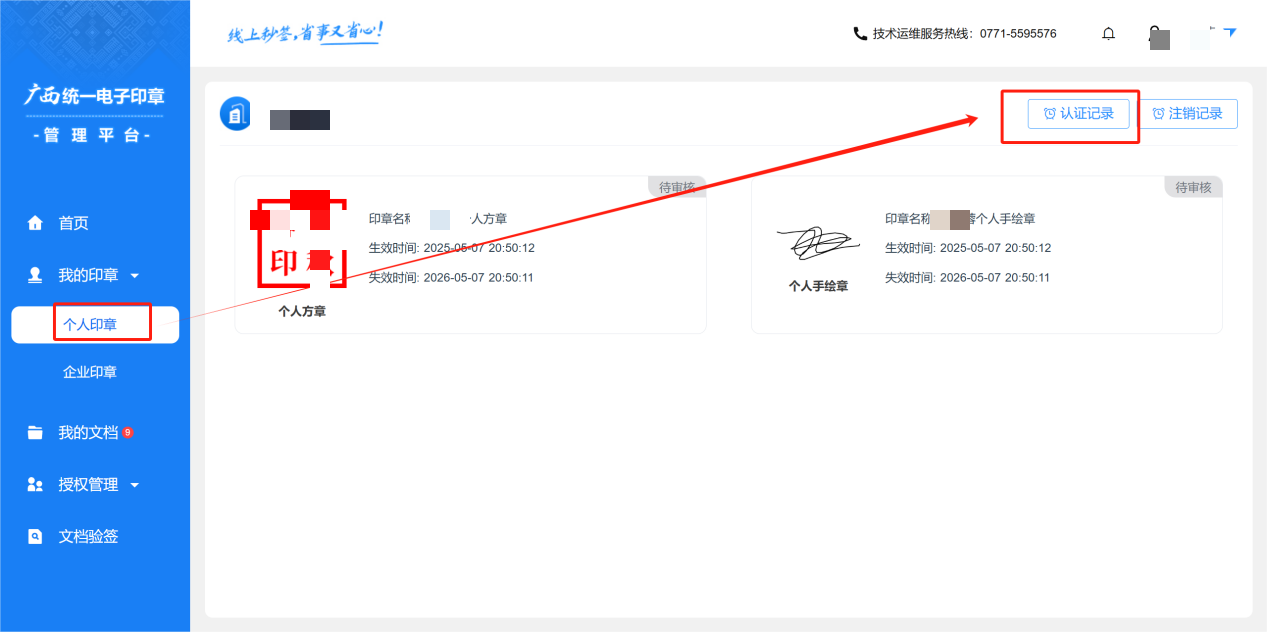 线上秒签,省事又省心!
技术运维服务热线：0771-5595576
广西统一电子印章
-管理平台-
认证记录
注销记录
首页
我的印章
个人印章
企业印章
我的文档 9
授权管理
文档验签
待审核
印章名称 人方章
生效时间: 2025-05-07 20:50:12
失效时间: 2026-05-07 20:50:11
印
个人方章
待审核
印章名称 个人手绘章
生效时间: 2025-05-07 20:50:12
失效时间: 2026-05-07 20:50:11
个人手绘章